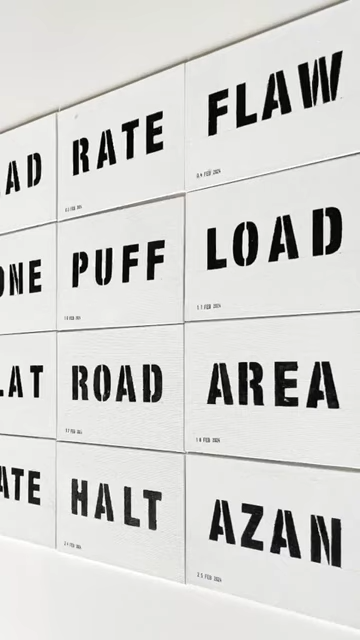 AD RATE FLAW
ONE PUFF LOAD
LAT ROAD AREA
ATE HALT AZAN